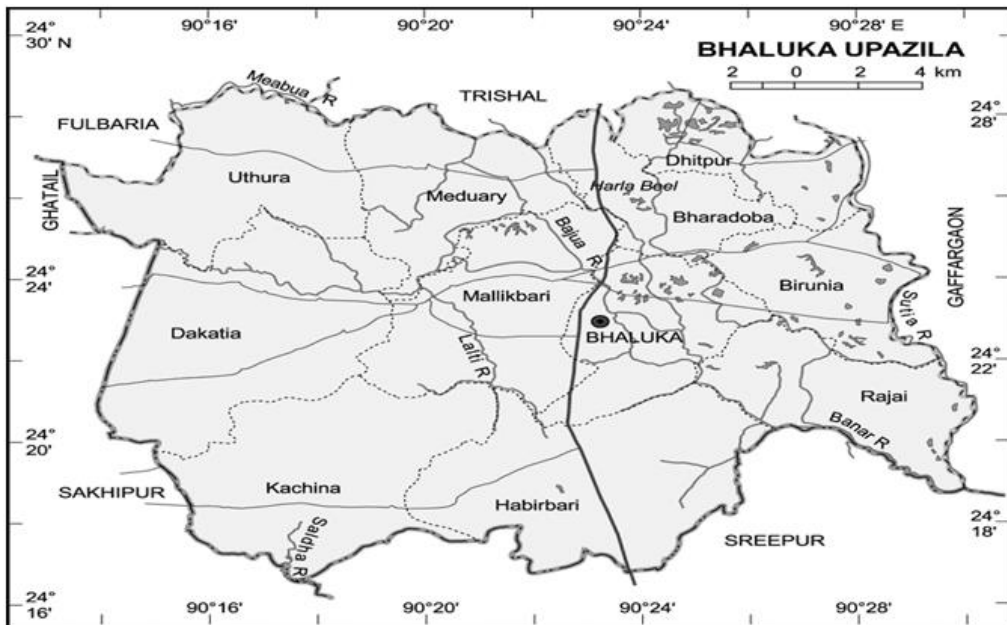 90° 16'
90° 20'
90° 24'
90° 28' E
24°
30' N
BHALUKA UPAZILA
2 0 2 4 km
Meabua R
TRISHAL
24°
28'
FULBARIA
Dhitpur
GHATAIL
Uthura
Meduary
Harla Beel
Bharadoba
Bajua R
GAFFARGAON
24°
24'
Mallikbari
Birunia
Sutia R
Dakatia
BHALUKA
24°
22'
Lalti R
Rajai
24°
20'
Banar R
SAKHIPUR
Kachina
Habirbari
24°
18'
Saldha R
SREEPUR
24°
16'
90° 16'
90° 20'
90° 24'
90° 28'